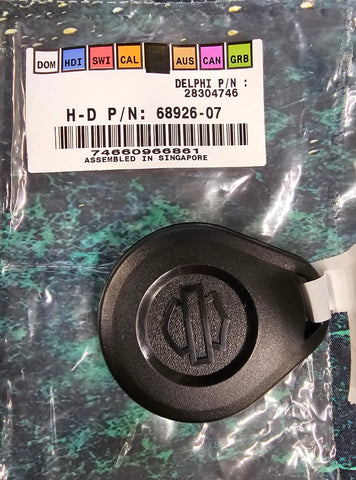 DOM HDI SWI CAL AUS CAN GRB
DELPHI P/N :
28304746
H-D P/N: 68926-07
74660966861
ASSEMBLED IN SINGAPORE